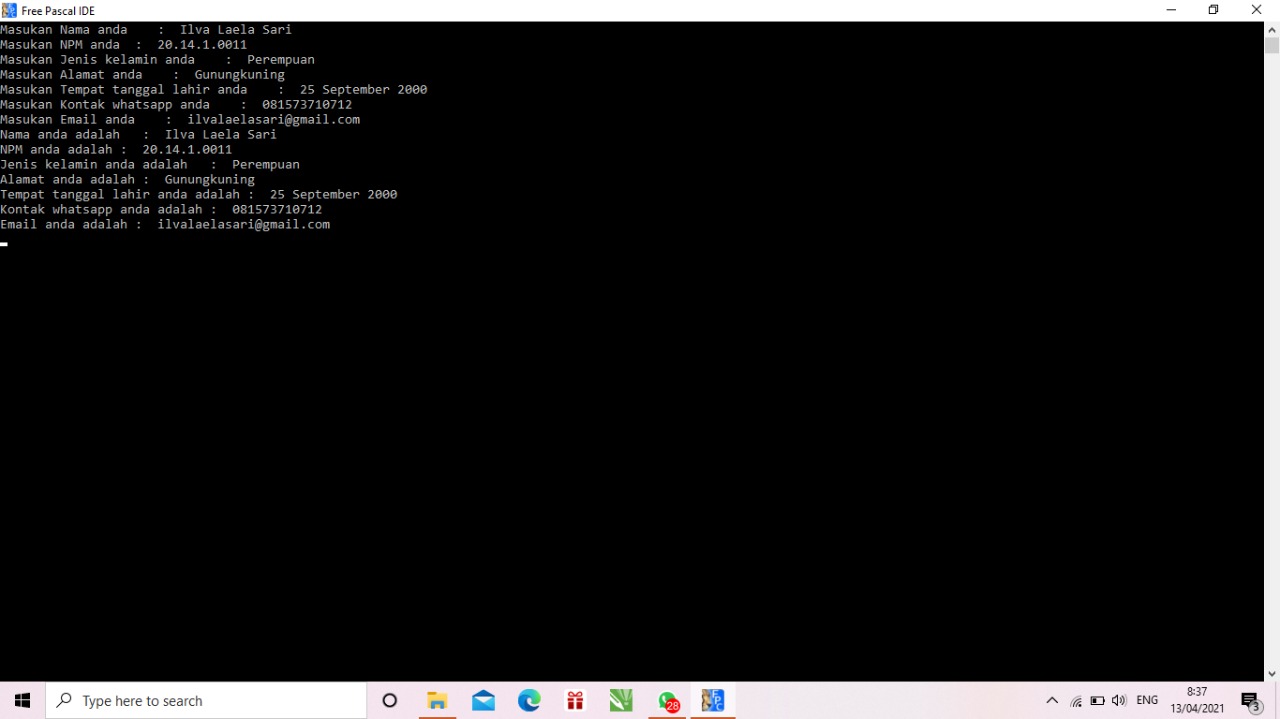 Free Pascal IDE
Masukan Nama anda    :  Ilva Laela Sari
Masukan NPM anda  :  20.14.1.0011
Masukan Jenis kelamin anda    :  Perempuan
Masukan Alamat anda    :  Gunungkuning
Masukan Tempat tanggal lahir anda    :  25 September 2000
Masukan Kontak whatsapp anda    :  081573710712
Masukan Email anda    :  ilvalaelasari@gmail.com
Nama anda adalah   :  Ilva Laela Sari
NPM anda adalah :  20.14.1.0011
Jenis kelamin anda adalah   :  Perempuan
Alamat anda adalah :  Gunungkuning
Tempat tanggal lahir anda adalah :  25 September 2000
Kontak whatsapp anda adalah :  081573710712
Email anda adalah :  ilvalaelasari@gmail.com
Type here to search
28
FPC
ENG
8:37
13/04/2021
3